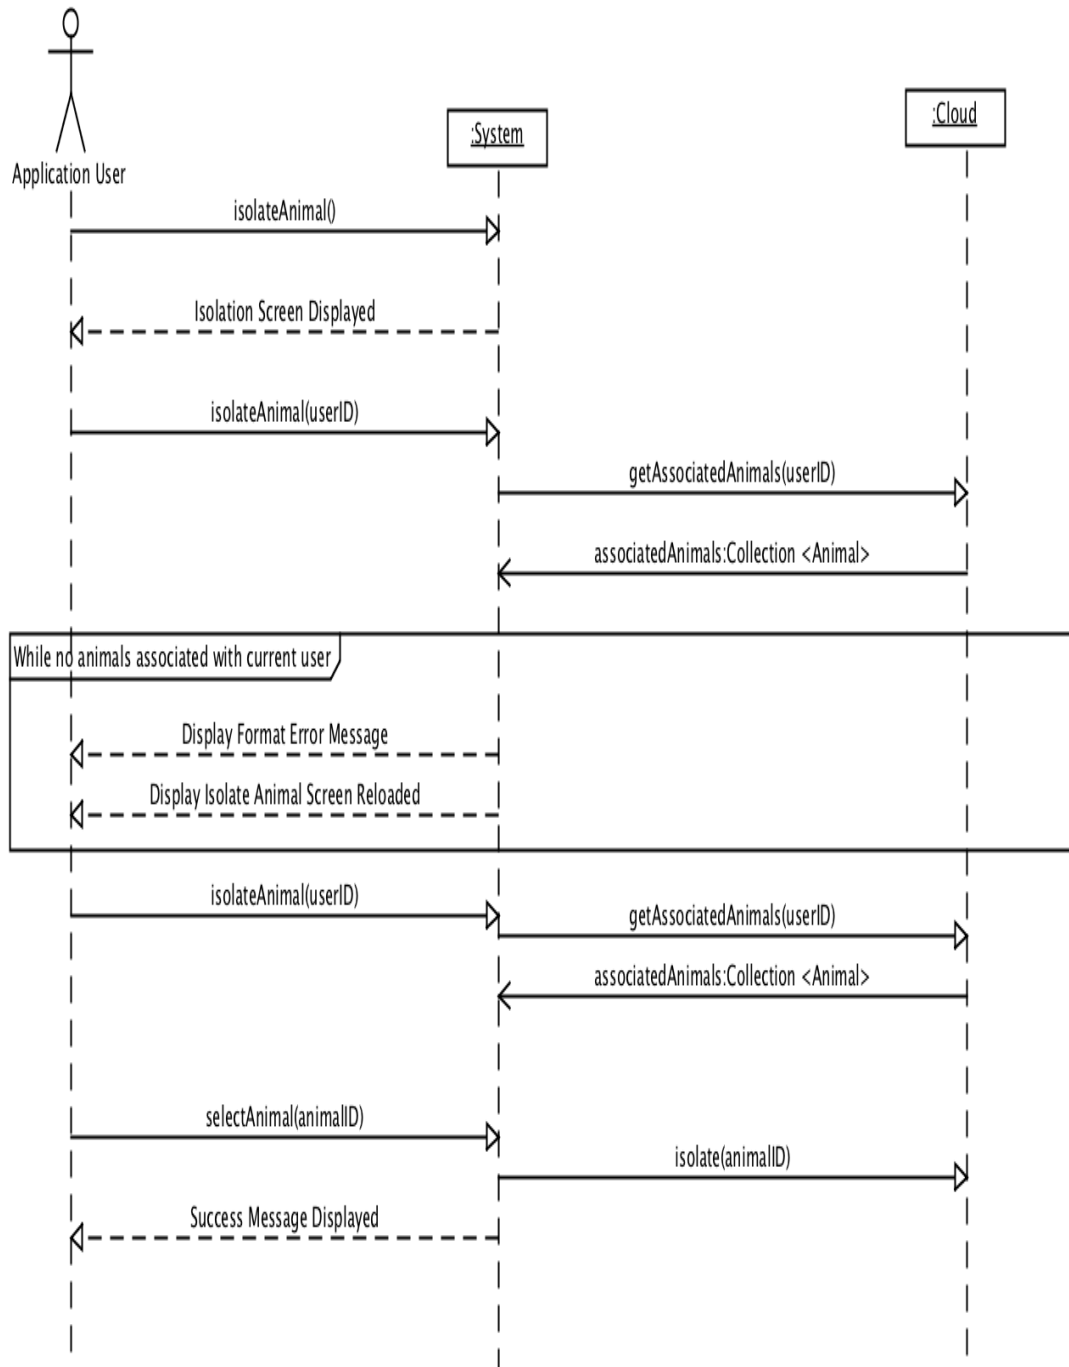 :Cloud
:System
Application User
isolateAnimal()
Isolation Screen Displayed
isolateAnimal(userID)
getAssociatedAnimals(userID)
associatedAnimals:Collection <Animal>
While no animals associated with current user
Display Format Error Message
Display Isolate Animal Screen Reloaded
isolateAnimal(userID)
getAssociatedAnimals(userID)
associatedAnimals:Collection <Animal>
selectAnimal(animalID)
isolate(animalID)
Success Message Displayed